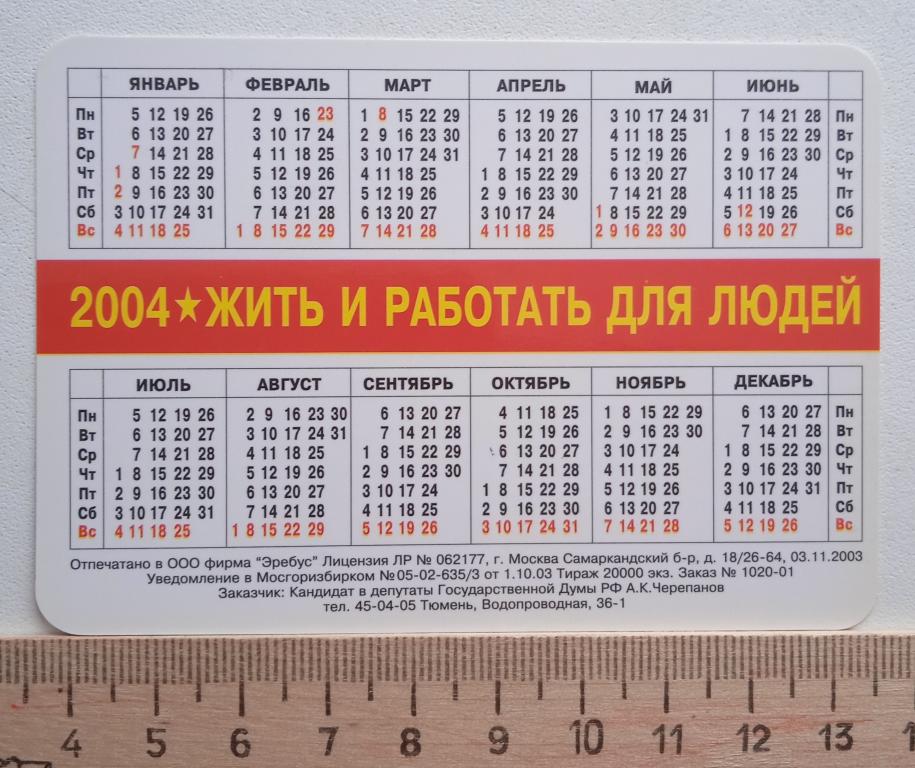 ЯНВАРЬ ФЕВРАЛЬ МАРТ АПРЕЛЬ МАЙ ИЮНЬ
Пн 5 12 19 26 2 9 16 23 1 8 15 22 29 5 12 19 26 3 10 17 24 31 7 14 21 28 Пн
Вт 6 13 20 27 3 10 17 24 2 9 16 23 30 6 13 20 27 4 11 18 25 1 8 15 22 29 Вт
Ср 7 14 21 28 4 11 18 25 3 10 17 24 31 7 14 21 28 5 12 19 26 2 9 16 23 30 Ср
Чт 1 8 15 22 29 5 12 19 26 4 11 18 25 1 8 15 22 29 6 13 20 27 3 10 17 24 Чт
Пт 2 9 16 23 30 6 13 20 27 5 12 19 26 2 9 16 23 30 7 14 21 28 4 11 18 25 Пт
Сб 3 10 17 24 31 7 14 21 28 6 13 20 27 3 10 17 24 1 8 15 22 29 5 12 19 26 Сб
Вс 4 11 18 25 1 8 15 22 29 7 14 21 28 4 11 18 25 2 9 16 23 30 6 13 20 27 Вс
2004★ЖИТЬ И РАБОТАТЬ ДЛЯ ЛЮДЕЙ
ИЮЛЬ АВГУСТ СЕНТЯБРЬ ОКТЯБРЬ НОЯБРЬ ДЕКАБРЬ
Пн 5 12 19 26 2 9 16 23 30 6 13 20 27 4 11 18 25 1 8 15 22 29 6 13 20 27 Пн
Вт 6 13 20 27 3 10 17 24 31 7 14 21 28 5 12 19 26 2 9 16 23 30 7 14 21 28 Вт
Ср 7 14 21 28 4 11 18 25 1 8 15 22 29 6 13 20 27 3 10 17 24 1 8 15 22 29 Ср
Чт 1 8 15 22 29 5 12 19 26 2 9 16 23 30 7 14 21 28 4 11 18 25 2 9 16 23 30 Чт
Пт 2 9 16 23 30 6 13 20 27 3 10 17 24 1 8 15 22 29 5 12 19 26 3 10 17 24 31 Пт
Сб 3 10 17 24 31 7 14 21 28 4 11 18 25 2 9 16 23 30 6 13 20 27 4 11 18 25 Сб
Вс 4 11 18 25 1 8 15 22 29 5 12 19 26 3 10 17 24 31 7 14 21 28 5 12 19 26 Вс
Отпечатано в ООО фирма "Эребус" Лицензия ЛР № 062177, г. Москва Самаркандский б-р, д. 18/26-64, 03.11.2003
Уведомление в Мосгоризбирком №05-02-635/3 от 1.10.03 Тираж 20000 экз. Заказ № 1020-01
Заказчик: Кандидат в депутаты Государственной Думы РФ А.К.Черепанов
тел. 45-04-05 Тюмень, Водопроводная, 36-1
4 5 6 7 8 9 10 11 12 13